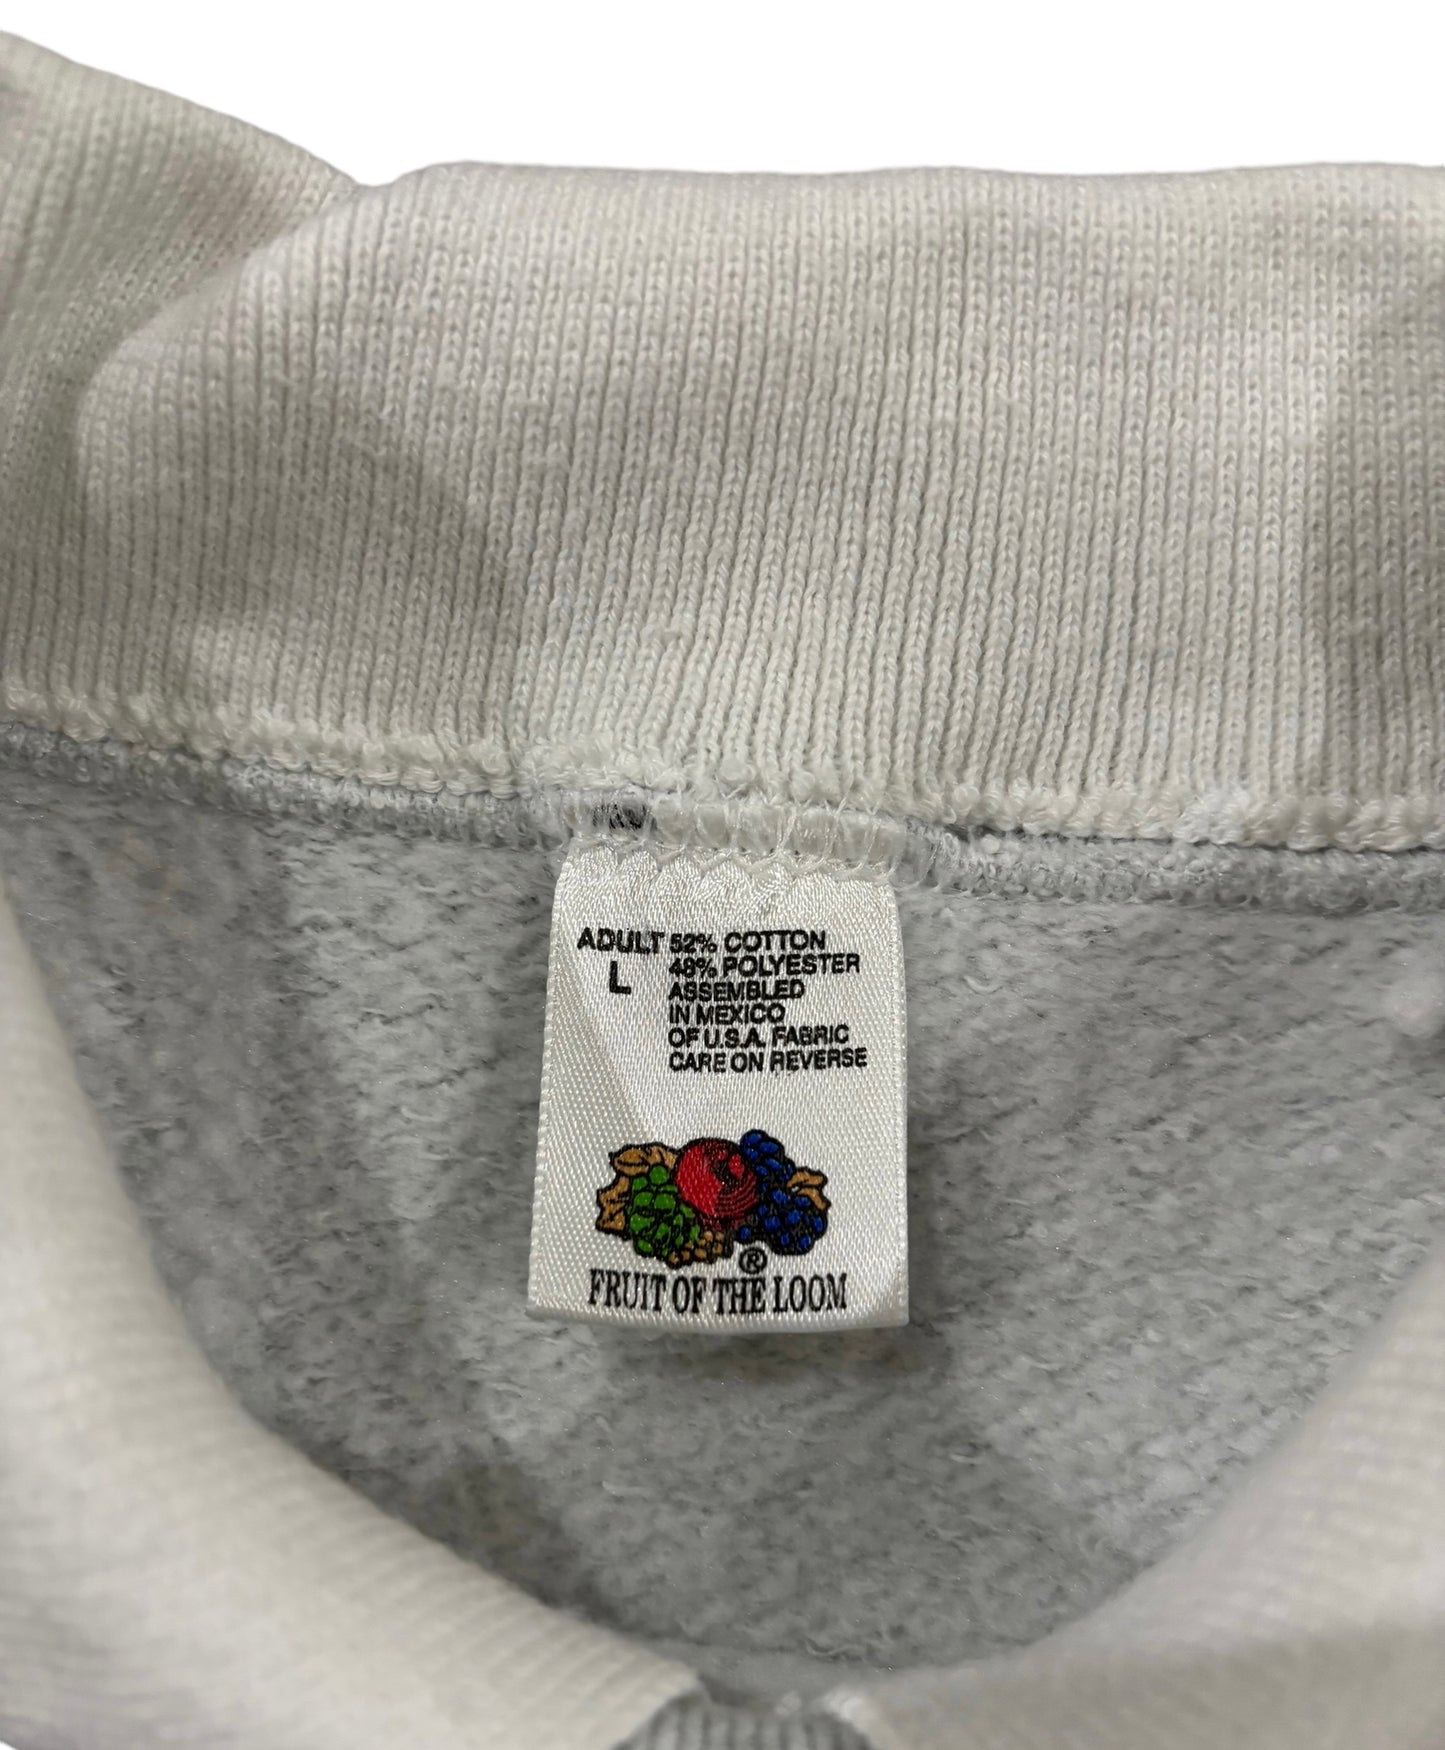 ADULT 52% COTTON
L 48% POLYESTER
ASSEMBLED
IN MEXICO
OF U.S.A. FABRIC
CARE ON REVERSE
®
FRUIT OF THE LOOM